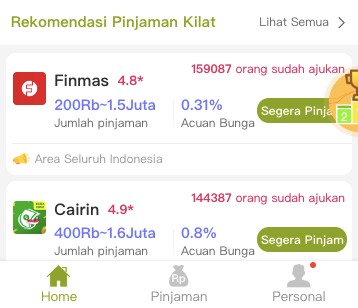 Rekomendasi Pinjaman Kilat
Lihat Semua
159087 orang sudah ajukan
Finmas 4.8*
200Rb~1.5Juta
0.31%
Segera Pinjam
Jumlah pinjaman
Acuan Bunga
2
Area Seluruh Indonesia
144387 orang sudah ajukan
Cairin 4.9*
400Rb~1.6Juta
0.8%
Segera Pinjam
Jumlah pinjaman
Acuan Bunga
Rp
Home
Pinjaman
Personal